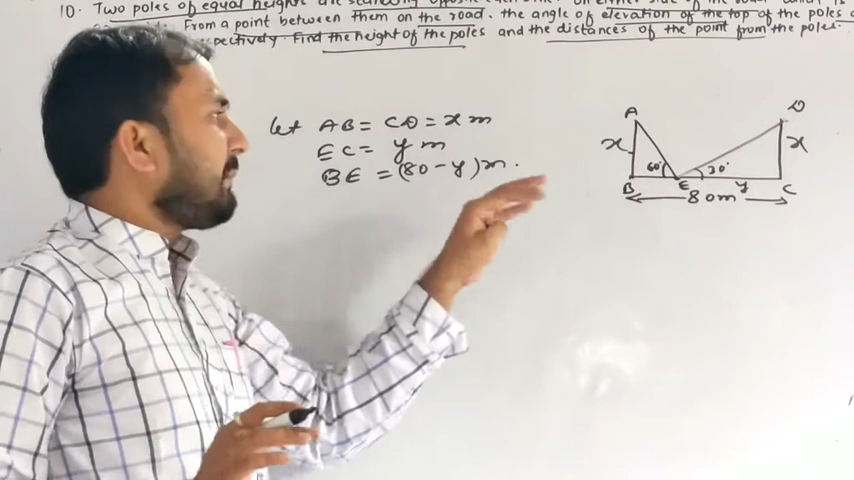 10. Two poles of equal heights are standing opposite each other on either side of the road which is
From a point between them on the road. the angle of elevation of the top of the poles
respectively. Find the height of the poles and the distances of the point from the poles.
let AB = CD = x m
EC = y m
BE = (80 - y) m.
A
D
x
x
60°
30°
B
E
y
C
80m